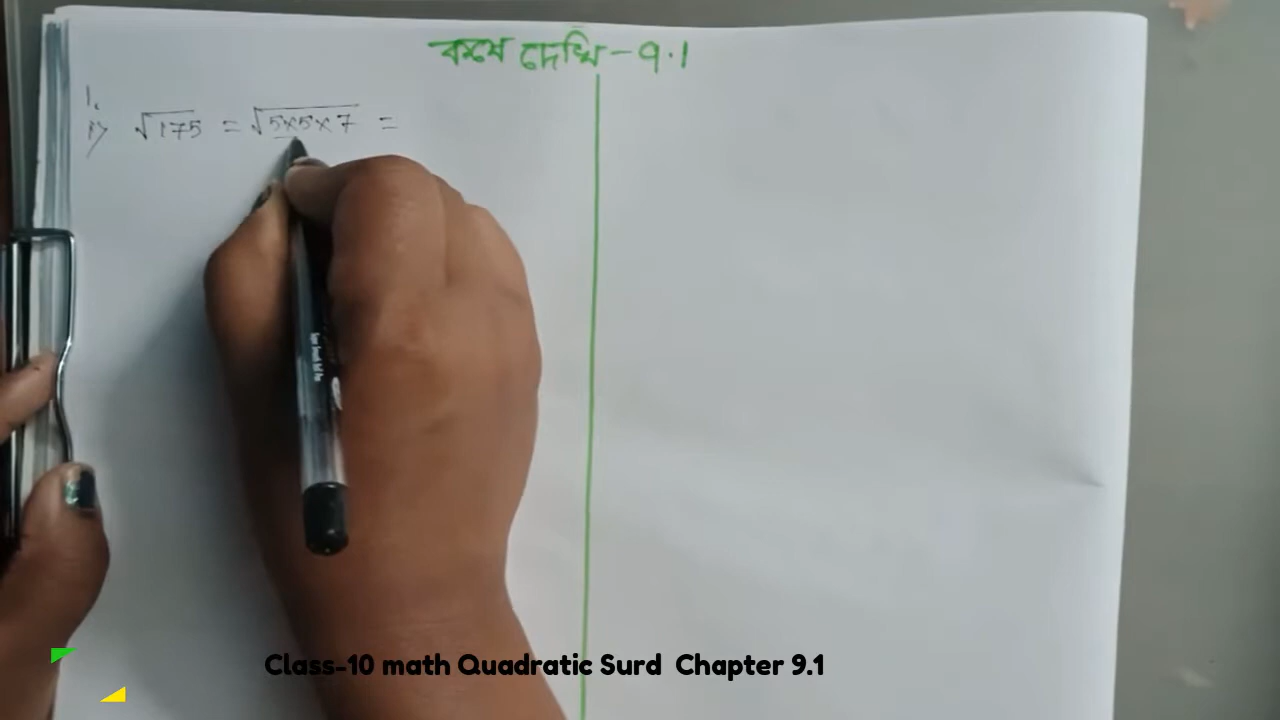 কষে দেখি - 9.1
1.
i> √175 = √5×5×7 =
Class-10 math Quadratic Surd Chapter 9.1